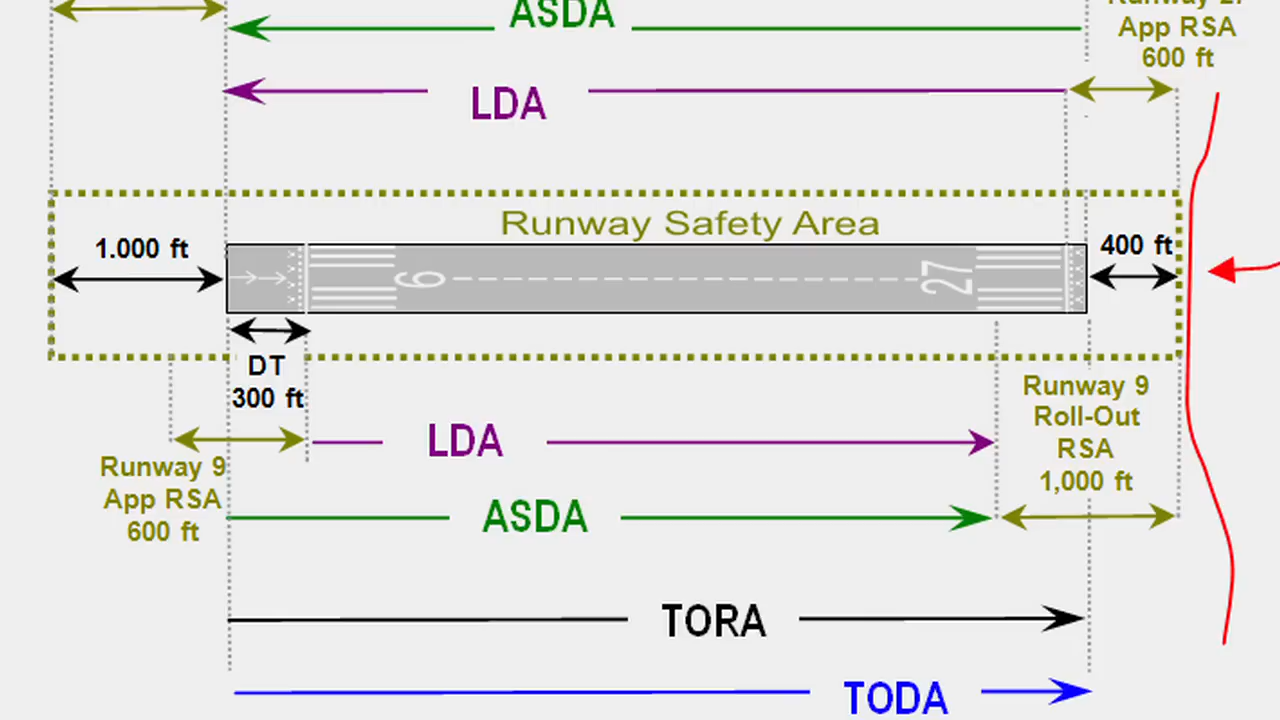 ASDA
Runway 27
App RSA
600 ft
LDA
Runway Safety Area
1.000 ft
400 ft
9
27
DT
300 ft
Runway 9
Roll-Out
RSA
1,000 ft
LDA
Runway 9
App RSA
600 ft
ASDA
TORA
TODA